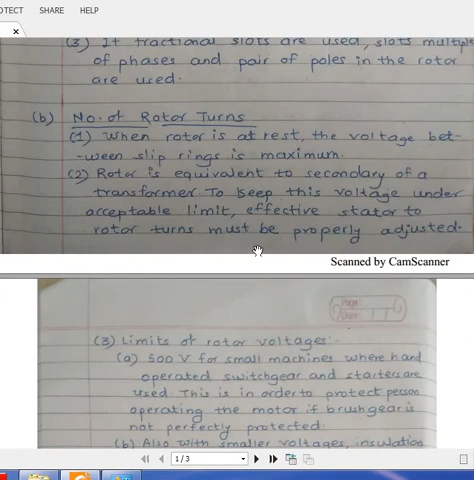 OTECT SHARE HELP
(3) If fractional slots are used, slots multiple
of phases and pair of poles in the rotor
are used.
(b) No. of Rotor Turns
(1) When rotor is at rest, the voltage bet-
-ween slip rings is maximum.
(2) Rotor is equivalent to secondary of a
transformer. To keep this voltage under
acceptable limit, effective stator to
rotor turns must be properly adjusted.
Scanned by CamScanner
Page:
Date: 11
(3) Limits of rotor voltages:-
(a) 500 V for small machines where hand
operated switchgear and starters are
used. This is in order to protect person
operating the motor if brushgear is
not perfectly protected.
(b) Also with smaller voltages, insulation
1 / 3